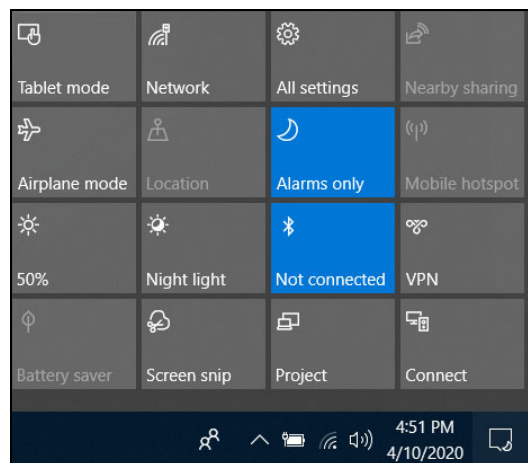 Tablet mode
Network
All settings
Nearby sharing
Airplane mode
Location
Alarms only
Mobile hotspot
50%
Night light
Not connected
VPN
Battery saver
Screen snip
Project
Connect
4:51 PM
4/10/2020